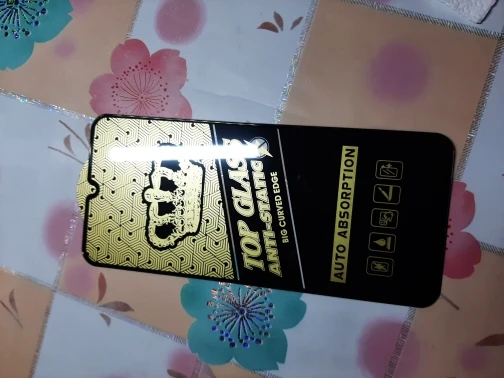 TOP GLASS
ANTI-STATIC
BIG CURVED EDGE
AUTO ABSORPTION